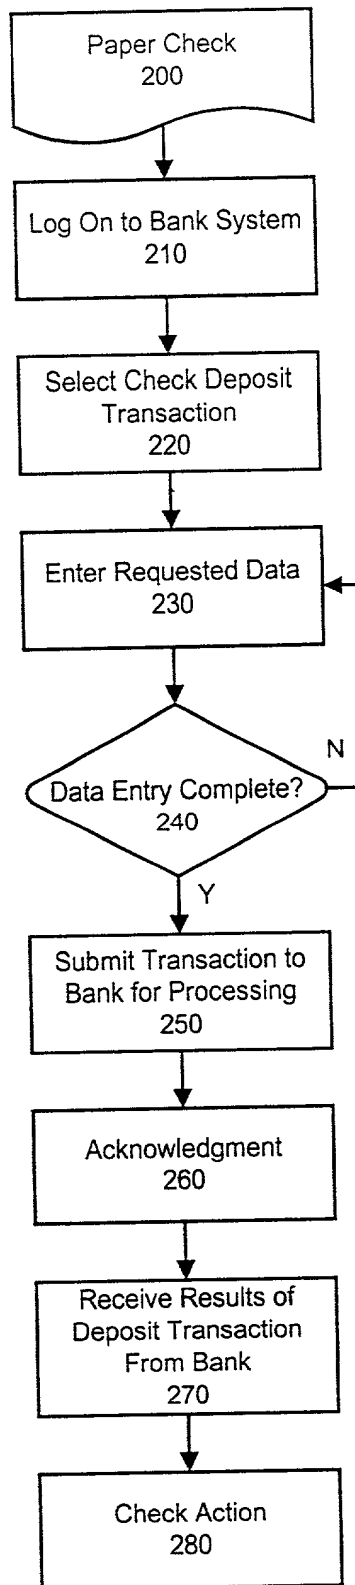 Paper Check
200
Log On to Bank System
210
Select Check Deposit
Transaction
220
Enter Requested Data
230
N
Data Entry Complete?
240
Y
Submit Transaction to
Bank for Processing
250
Acknowledgment
260
Receive Results of
Deposit Transaction
From Bank
270
Check Action
280